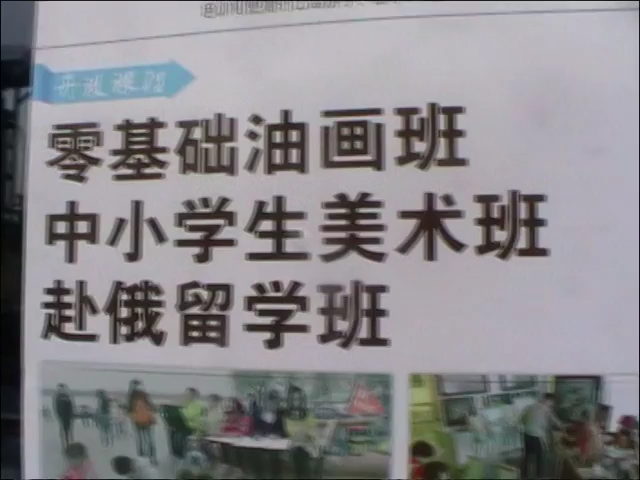 开放课程
零基础油画班
中小学生美术班
赴俄留学班